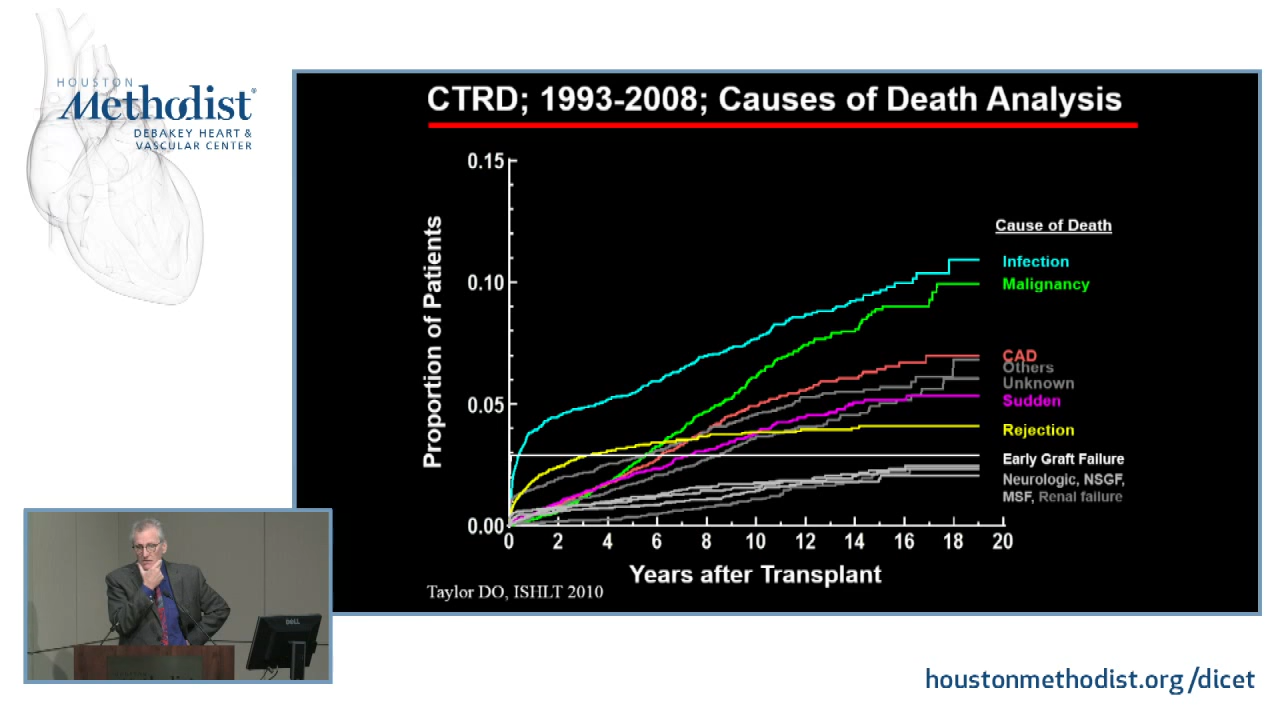 HOUSTON
Methodist®
DEBAKEY HEART &
VASCULAR CENTER
CTRD; 1993-2008; Causes of Death Analysis
0.15
0.10
0.05
0.00
Proportion of Patients
0 2 4 6 8 10 12 14 16 18 20
Years after Transplant
Cause of Death
Infection
Malignancy
CAD
Others
Unknown
Sudden
Rejection
Early Graft Failure
Neurologic, NSGF,
MSF, Renal failure
Taylor DO, ISHLT 2010
DELL
houstonmethodist.org/dicet